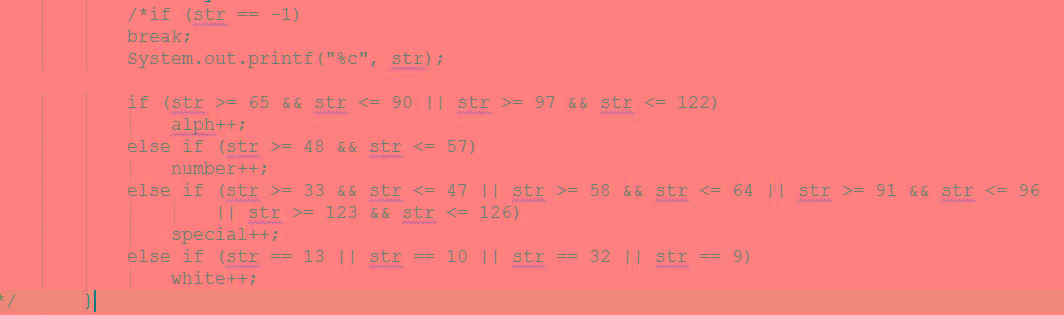 /*if (str == -1)
break;
System.out.printf("%c", str);
if (str >= 65 && str <= 90 || str >= 97 && str <= 122)
alph++;
else if (str >= 48 && str <= 57)
number++;
else if (str >= 33 && str <= 47 || str >= 58 && str <= 64 || str >= 91 && str <= 96
|| str >= 123 && str <= 126)
special++;
else if (str == 13 || str == 10 || str == 32 || str == 9)
white++;
*/ }